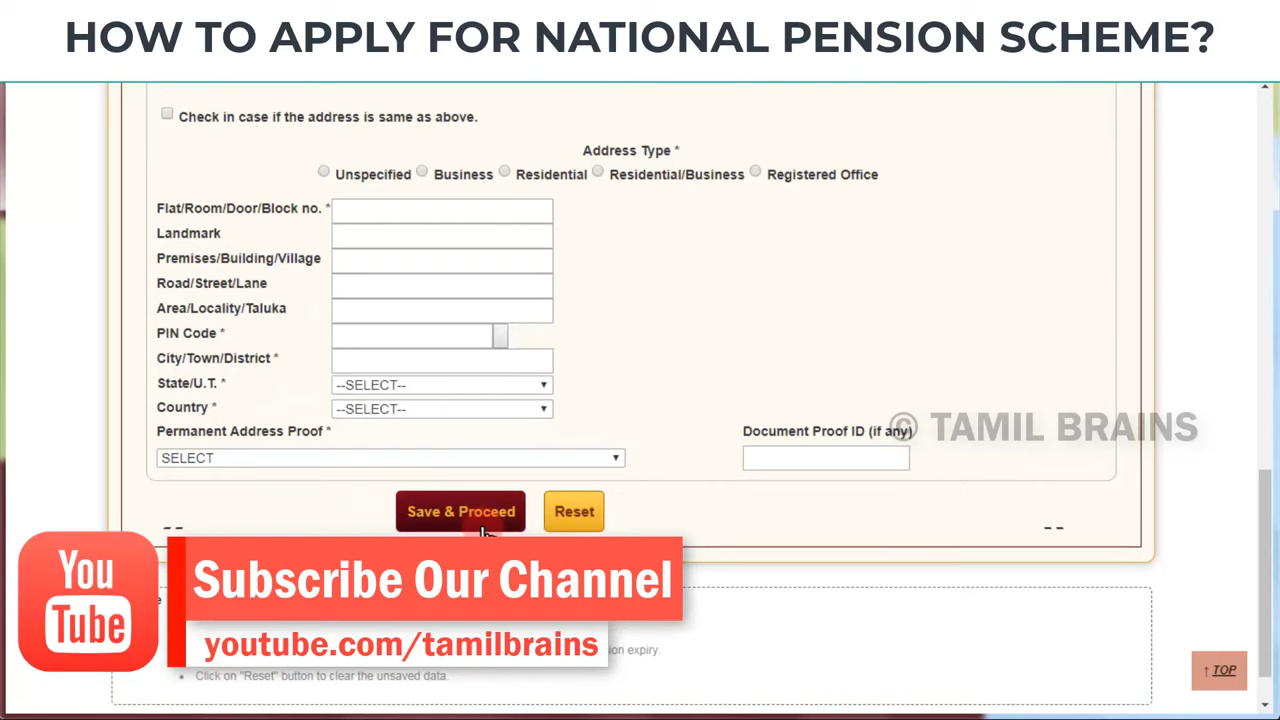 HOW TO APPLY FOR NATIONAL PENSION SCHEME?
Check in case if the address is same as above.
Address Type *
Unspecified Business Residential Residential/Business Registered Office
Flat/Room/Door/Block no. *
Landmark
Premises/Building/Village
Road/Street/Lane
Area/Locality/Taluka
PIN Code *
City/Town/District *
State/U.T. * --SELECT--
Country * --SELECT--
Permanent Address Proof * Document Proof ID (if any)
SELECT
© TAMIL BRAINS
Save & Proceed Reset
You
Tube
Subscribe Our Channel
youtube.com/tamilbrains
expiry.
Click on "Reset" button to clear the unsaved data.
↑ TOP